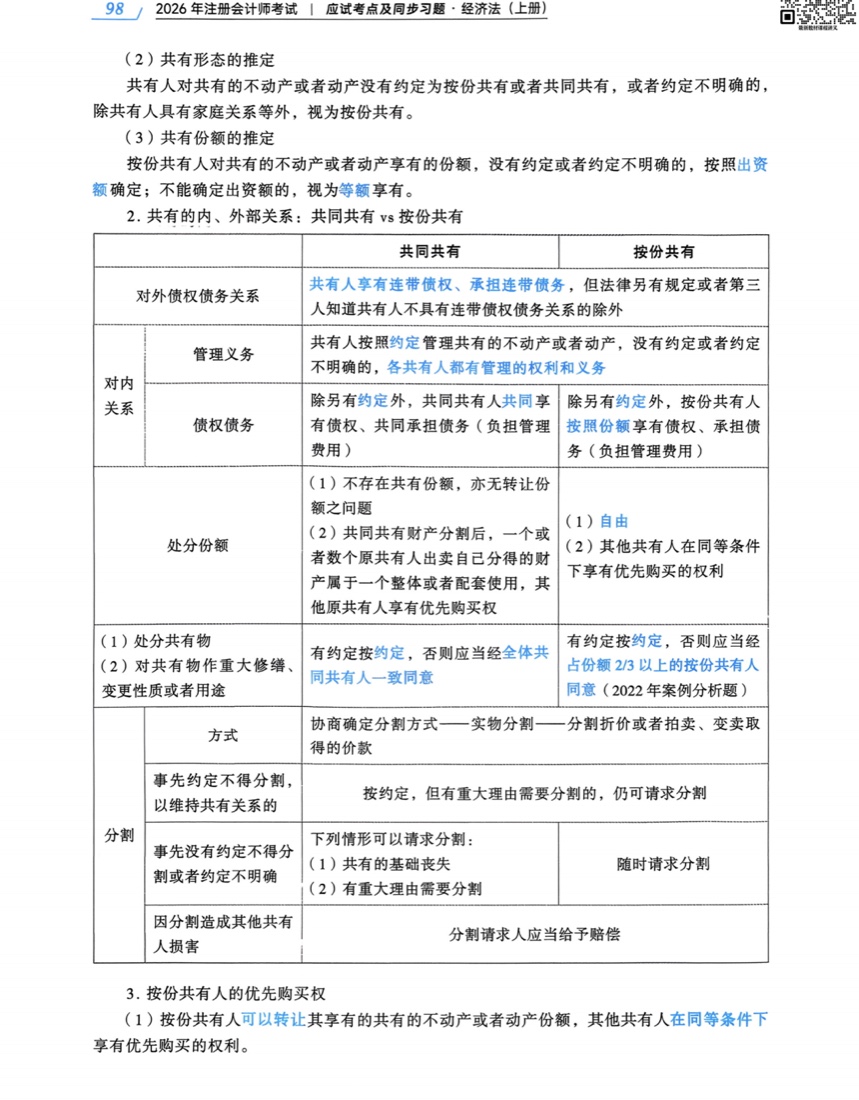 98 2026年注册会计师考试 | 应试考点及同步习题·经济法（上册）
（2）共有形态的推定
共有人对共有的不动产或者动产没有约定为按份共有或者共同共有，或者约定不明确的，
除共有人具有家庭关系等外，视为按份共有。
（3）共有份额的推定
按份共有人对共有的不动产或者动产享有的份额，没有约定或者约定不明确的，按照出资
额确定；不能确定出资额的，视为等额享有。
2. 共有的内、外部关系：共同共有 vs 按份共有
共同共有 按份共有
对外债权债务关系
共有人享有连带债权、承担连带债务，但法律另有规定或者第三
人知道共有人不具有连带债权债务关系的除外
对内
关系
管理义务
共有人按照约定管理共有的不动产或者动产，没有约定或者约定
不明确的，各共有人都有管理的权利和义务
债权债务
除另有约定外，共同共有人共同享
有债权、共同承担债务（负担管理
费用）
除另有约定外，按份共有人
按照份额享有债权、承担债
务（负担管理费用）
处分份额
（1）不存在共有份额，亦无转让份
额之问题
（2）共同共有财产分割后，一个或
者数个原共有人出卖自己分得的财
产属于一个整体或者配套使用，其
他原共有人享有优先购买权
（1）自由
（2）其他共有人在同等条件
下享有优先购买的权利
（1）处分共有物
（2）对共有物作重大修缮、
变更性质或者用途
有约定按约定，否则应当经全体共
同共有人一致同意
有约定按约定，否则应当经
占份额 2/3 以上的按份共有人
同意（2022年案例分析题）
分割
方式
协商确定分割方式——实物分割——分割折价或者拍卖、变卖取
得的价款
事先约定不得分割，
以维持共有关系的
按约定，但有重大理由需要分割的，仍可请求分割
事先没有约定不得分
割或者约定不明确
下列情形可以请求分割：
（1）共有的基础丧失
（2）有重大理由需要分割
随时请求分割
因分割造成其他共有
人损害
分割请求人应当给予赔偿
3. 按份共有人的优先购买权
（1）按份共有人可以转让其享有的共有的不动产或者动产份额，其他共有人在同等条件下
享有优先购买的权利。